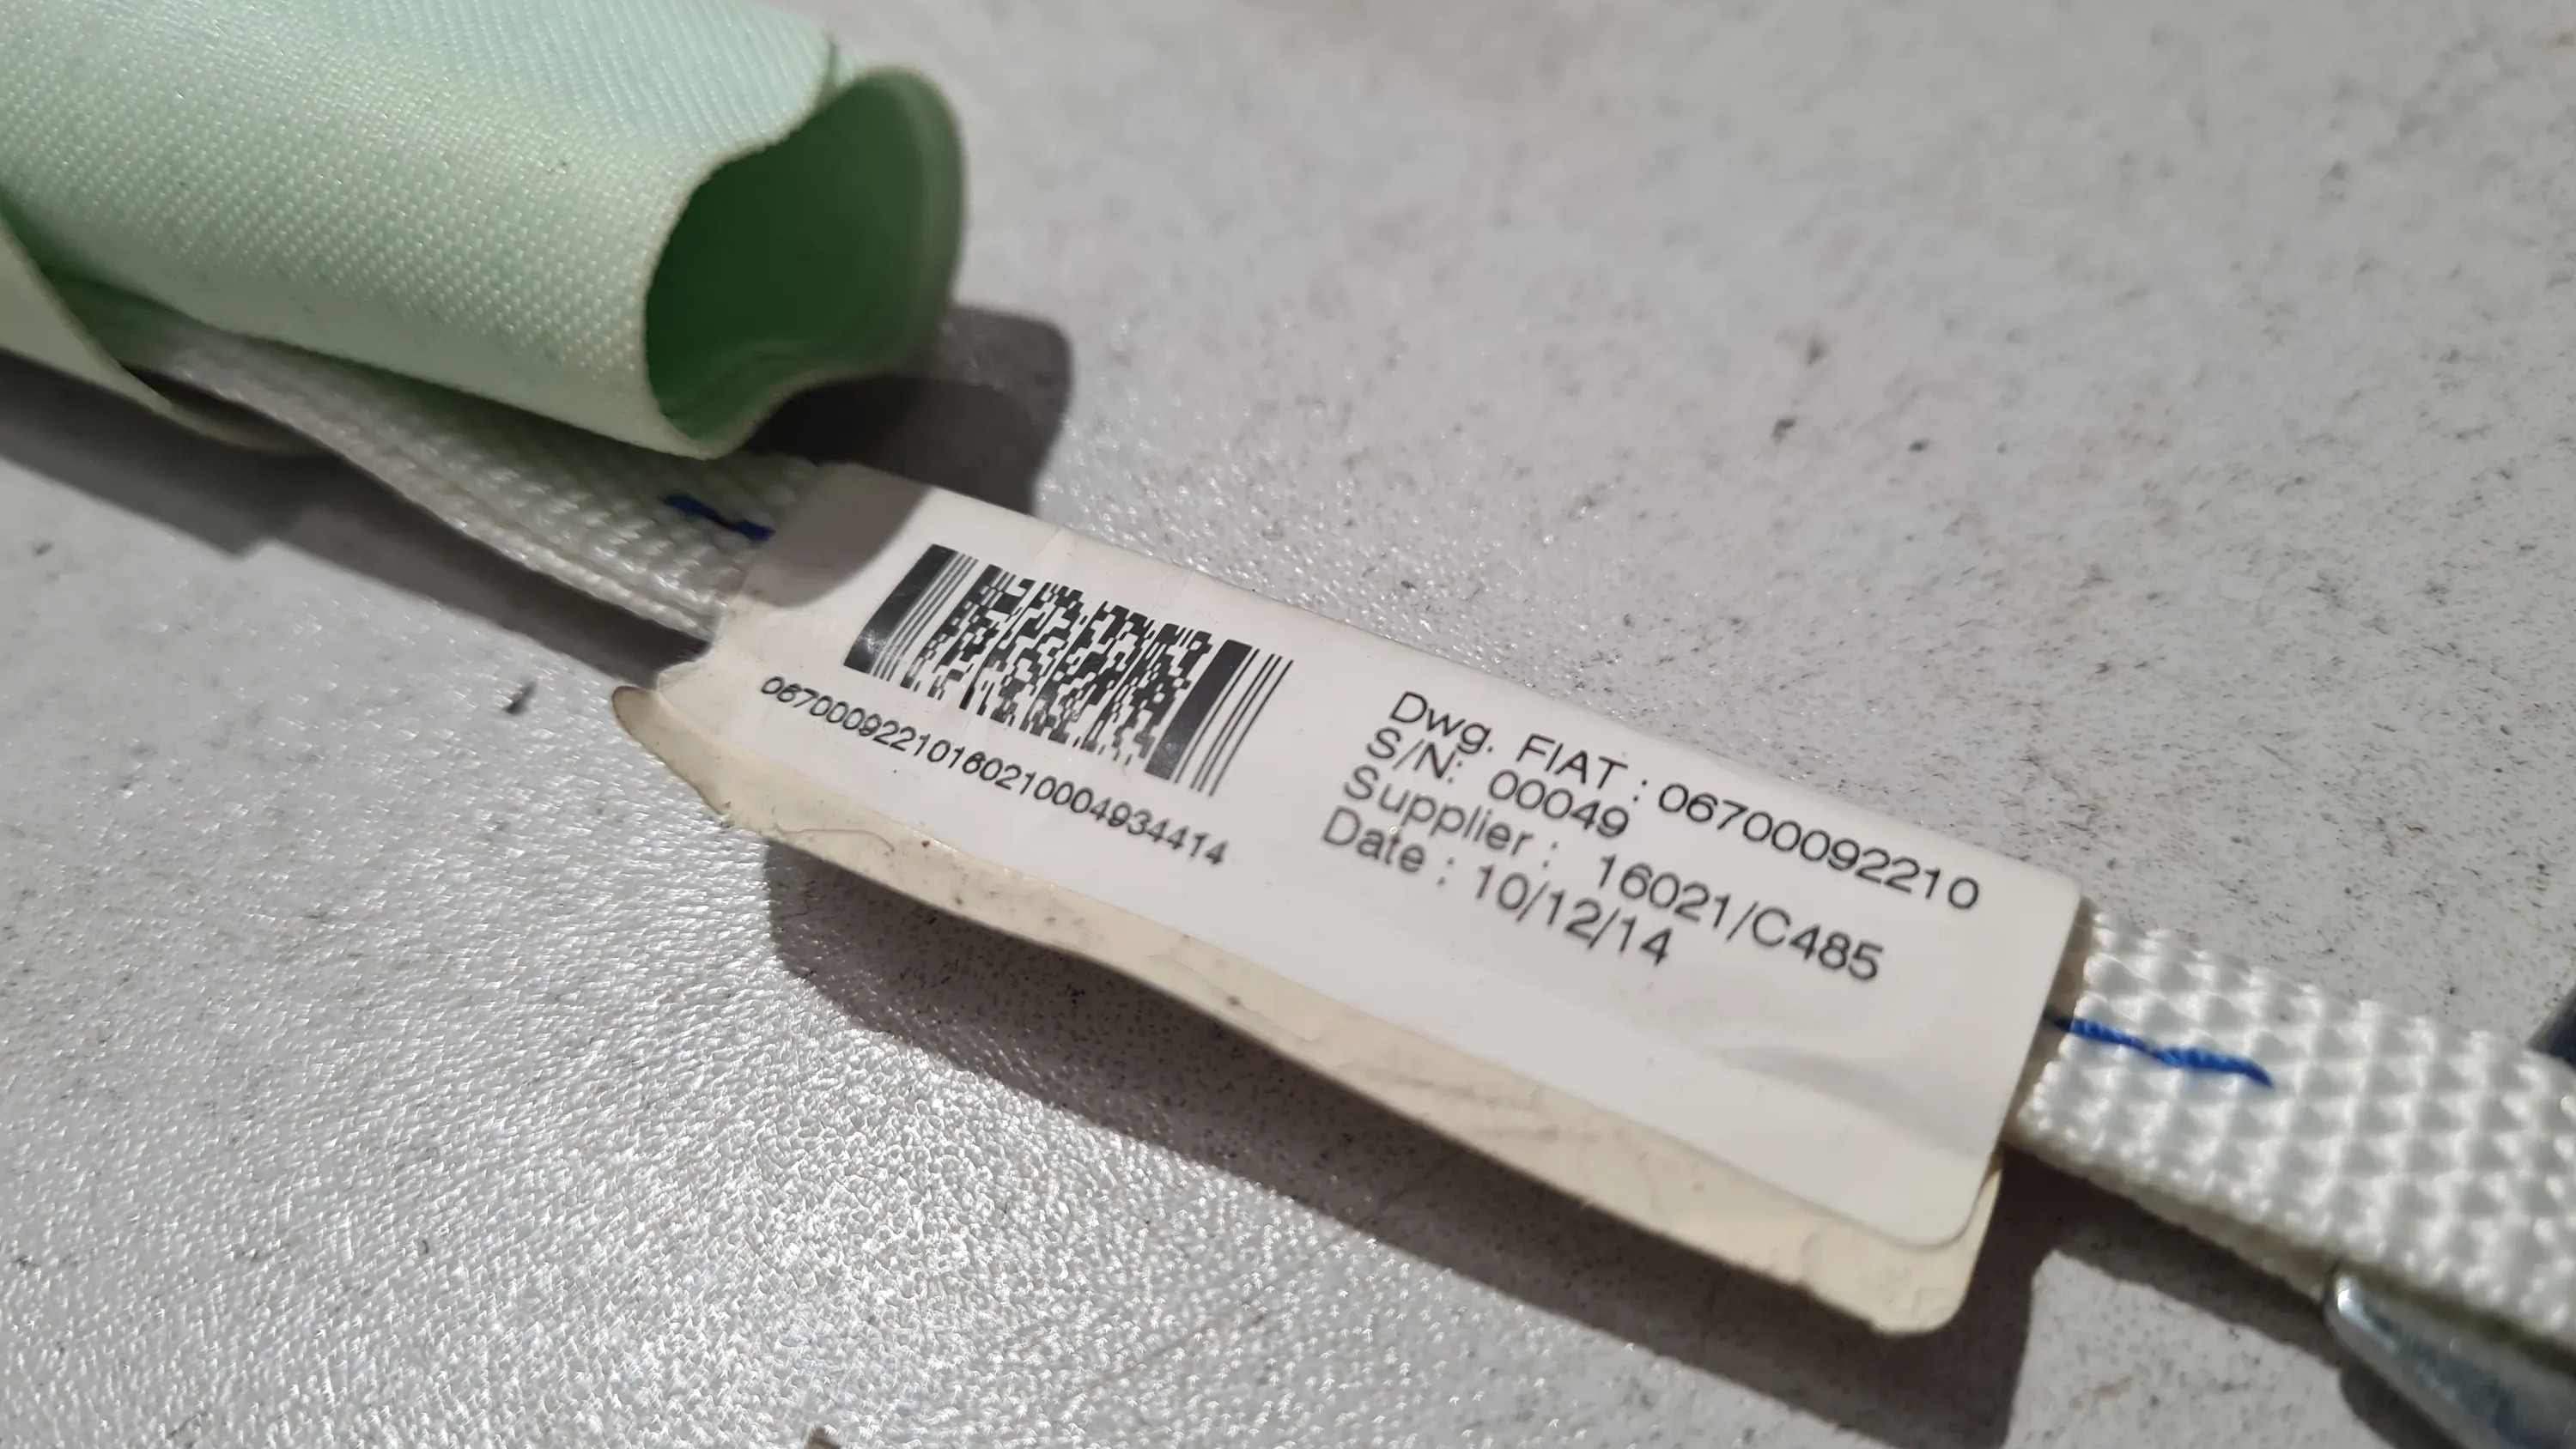 06700092210160210004934414
Dwg. FIAT : 06700092210
S/N: 00049
Supplier : 16021/C485
Date : 10/12/14